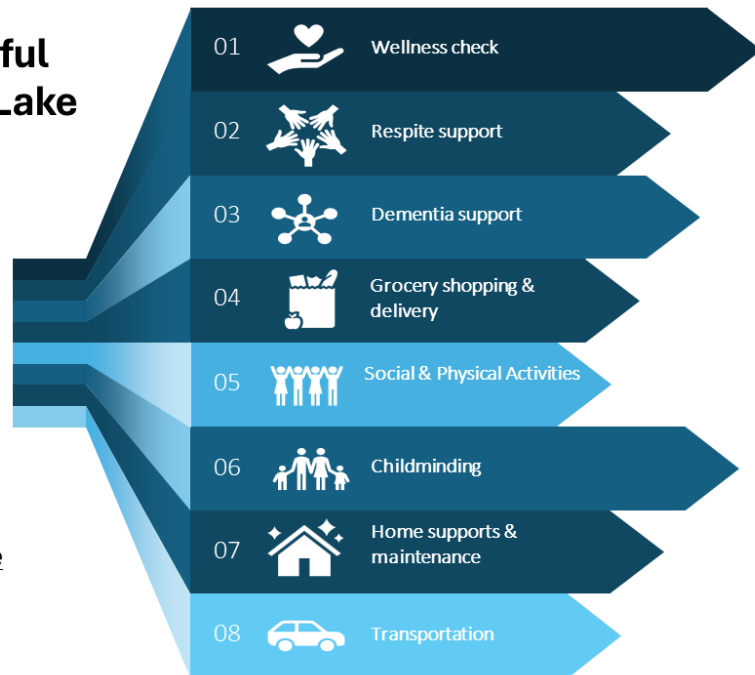 ful
Lake
01 Wellness check
02 Respite support
03 Dementia support
04 Grocery shopping &
delivery
05 Social & Physical Activities
06 Childminding
07 Home supports &
maintenance
08 Transportation
e